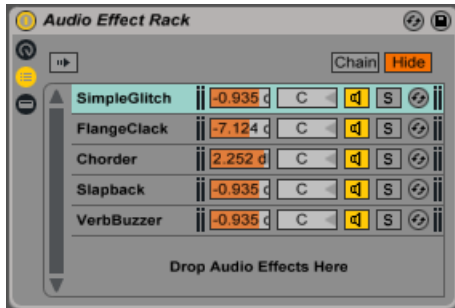 Audio Effect Rack
Chain Hide
SimpleGlitch -0.935 d C S
FlangeClack -7.124 d C S
Chorder 2.252 d C S
Slapback -0.935 d C S
VerbBuzzer -0.935 d C S
Drop Audio Effects Here